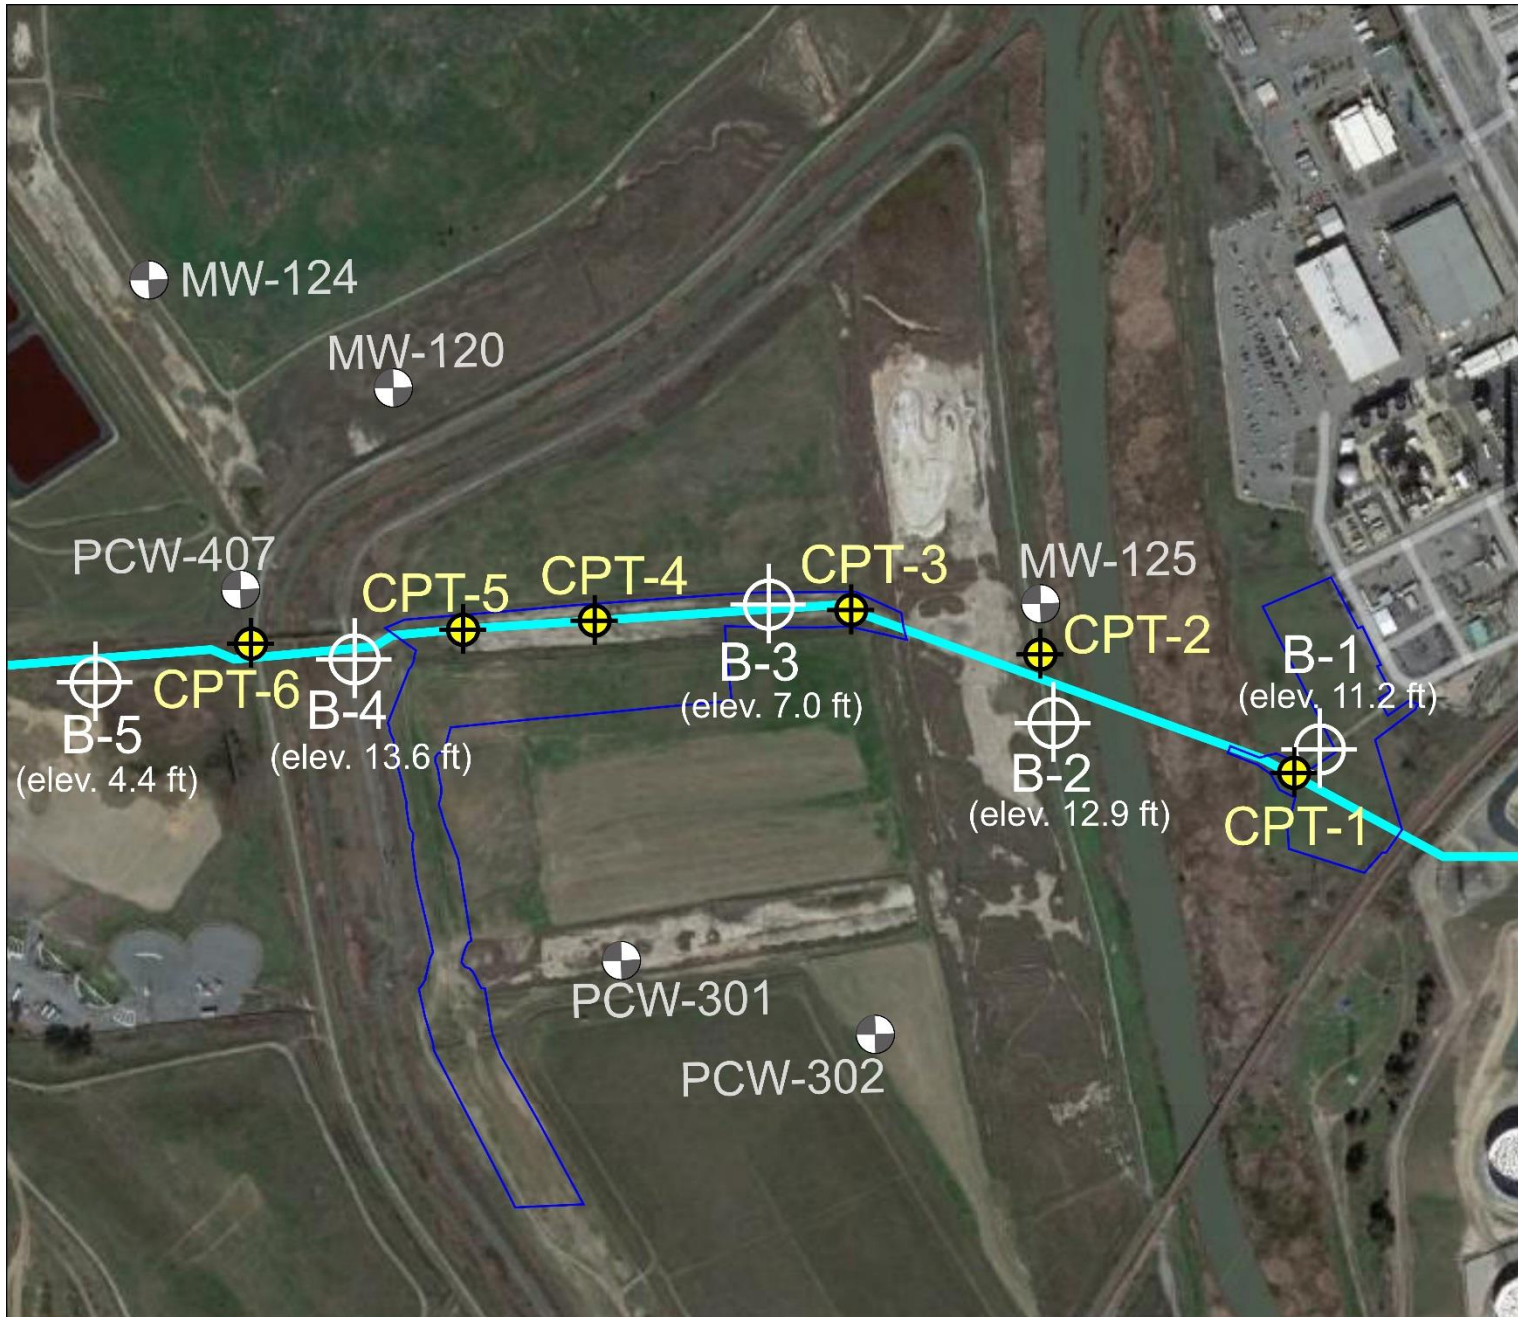 MW-124
MW-120
PCW-407
CPT-5
CPT-4
CPT-3
MW-125
CPT-2
CPT-6
B-5
(elev. 4.4 ft)
B-4
(elev. 13.6 ft)
B-3
(elev. 7.0 ft)
B-2
(elev. 12.9 ft)
B-1
(elev. 11.2 ft)
CPT-1
PCW-301
PCW-302